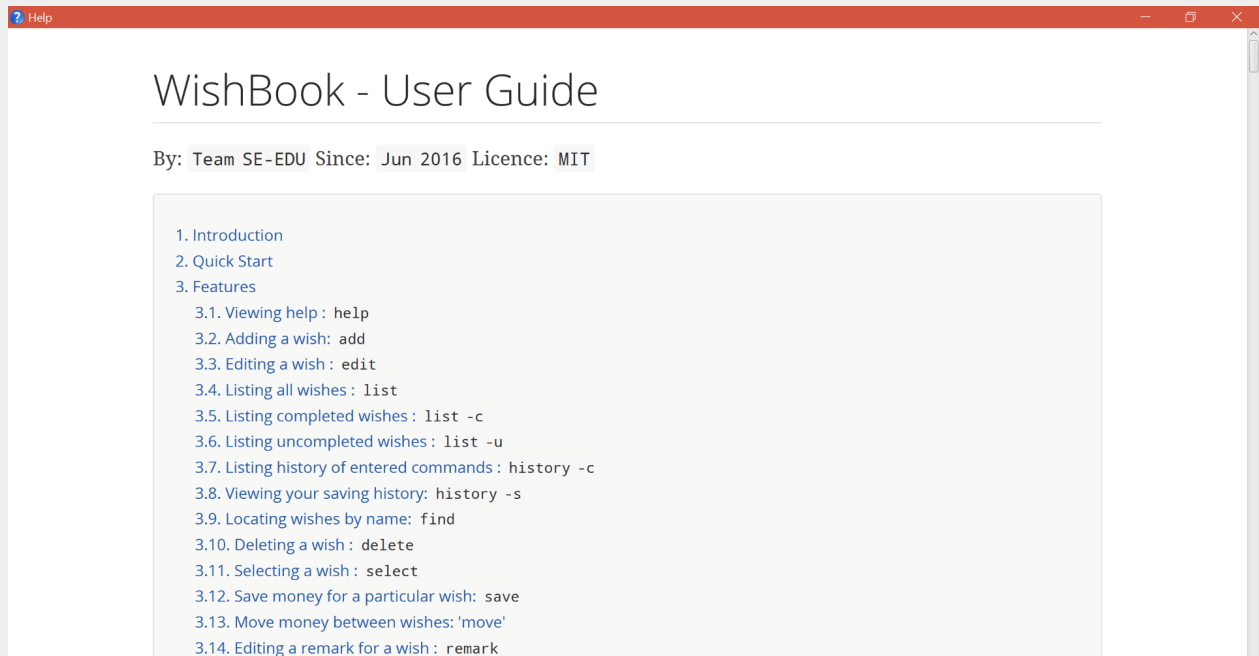 Help
WishBook - User Guide
By: Team SE-EDU Since: Jun 2016 Licence: MIT
1. Introduction
2. Quick Start
3. Features
3.1. Viewing help : help
3.2. Adding a wish: add
3.3. Editing a wish : edit
3.4. Listing all wishes : list
3.5. Listing completed wishes : list -c
3.6. Listing uncompleted wishes : list -u
3.7. Listing history of entered commands : history -c
3.8. Viewing your saving history: history -s
3.9. Locating wishes by name: find
3.10. Deleting a wish : delete
3.11. Selecting a wish : select
3.12. Save money for a particular wish: save
3.13. Move money between wishes: 'move'
3.14. Editing a remark for a wish : remark